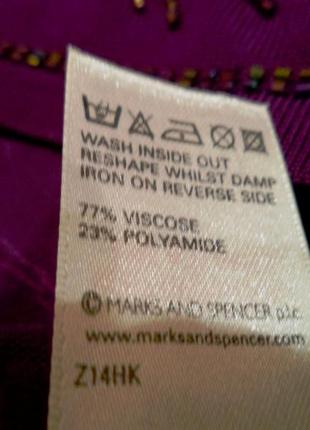 WASH INSIDE OUT
RESHAPE WHILST DAMP
IRON ON REVERSE SIDE
77% VISCOSE
23% POLYAMIDE
© MARKS AND SPENCER p.l.c.
www.marksandspencer.com
Z14HK